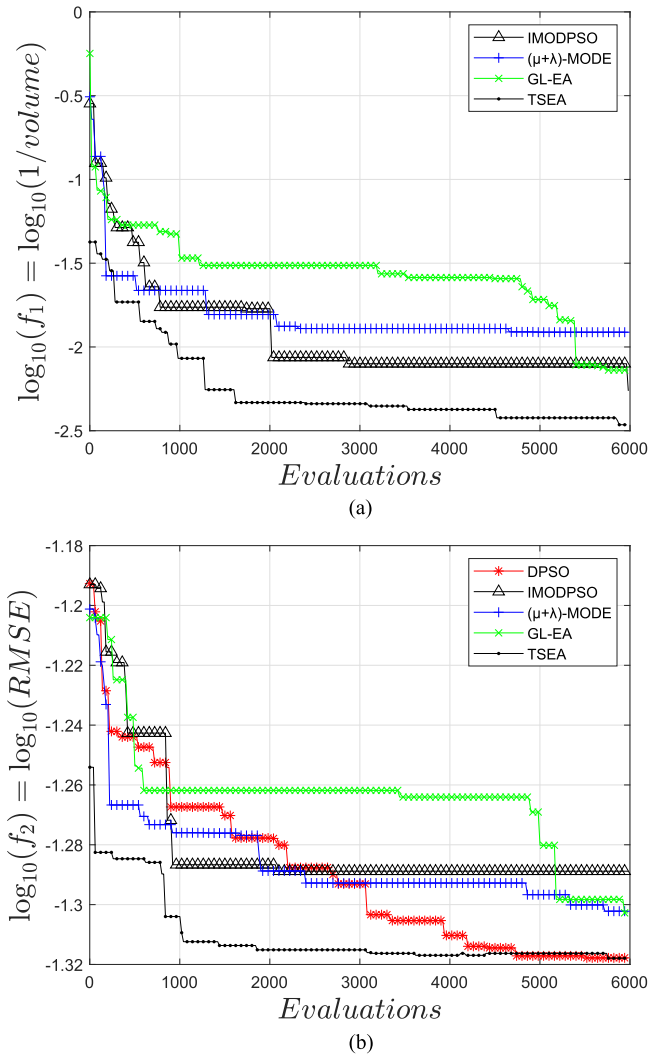 0
IMODPSO
(μ+λ)-MODE
GL-EA
TSEA
-0.5
-1
-1.5
-2
-2.5
log10(f1) = log10(1/volume)
0 1000 2000 3000 4000 5000 6000
Evaluations
(a)
-1.18
DPSO
IMODPSO
(μ+λ)-MODE
GL-EA
TSEA
-1.2
-1.22
-1.24
-1.26
-1.28
-1.3
-1.32
log10(f2) = log10(RMSE)
0 1000 2000 3000 4000 5000 6000
Evaluations
(b)